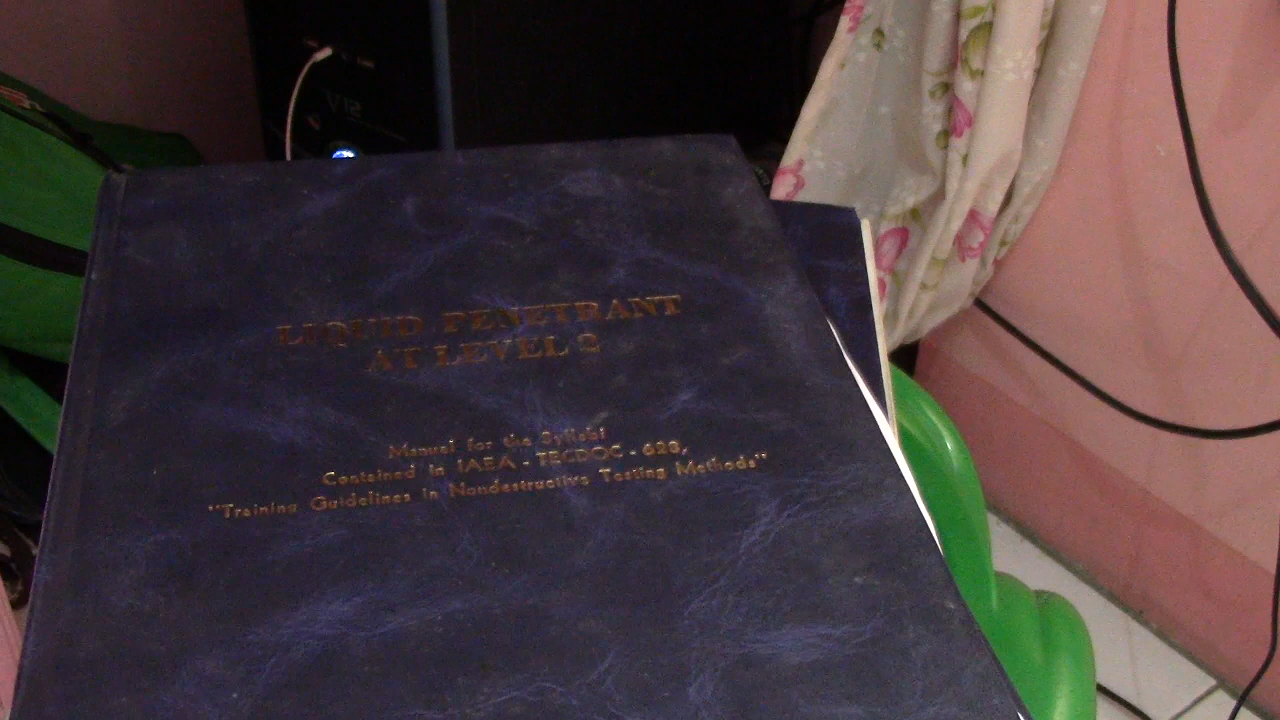 LIQUID PENETRANT
AT LEVEL 2
Manual for the Syllabi
Contained in IAEA - TECDOC - 628,
"Training Guidelines in Nondestructive Testing Methods"
V12